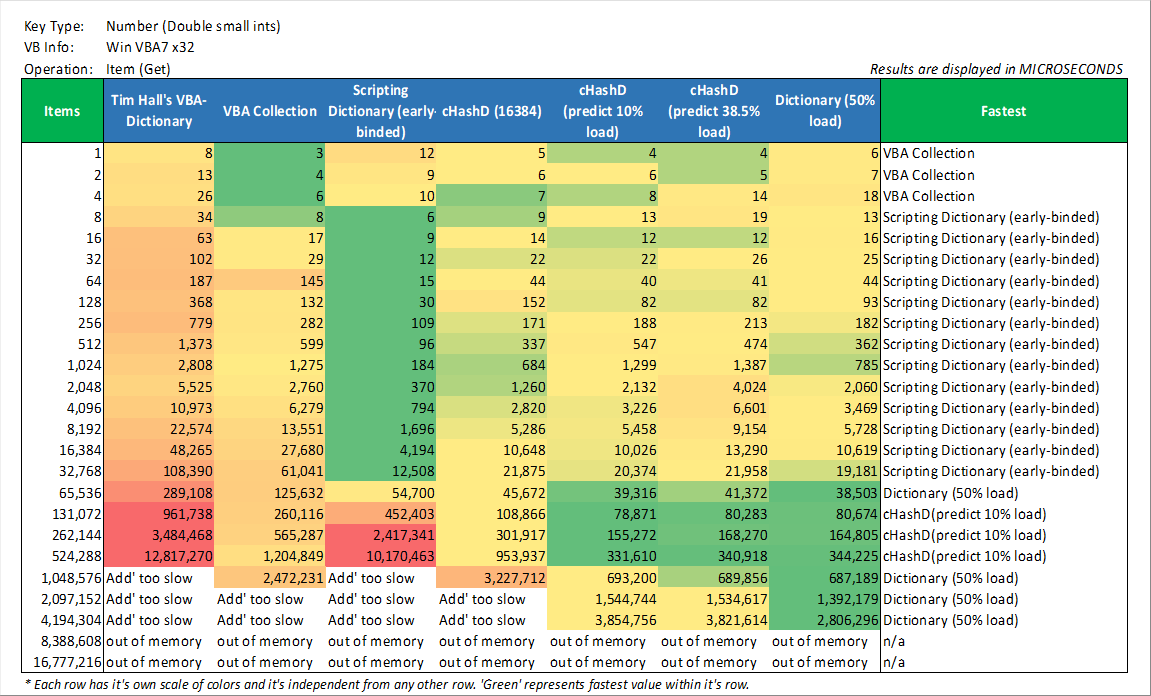 Key Type: Number (Double small ints)
VB Info: Win VBA7 x32
Operation: Item (Get) Results are displayed in MICROSECONDS
Items Tim Hall's VBA-Dictionary VBA Collection Scripting Dictionary (early-binded) cHashD (16384) cHashD (predict 10% load) cHashD (predict 38.5% load) Dictionary (50% load) Fastest
1 8 3 12 5 4 4 6 VBA Collection
2 13 4 9 6 6 5 7 VBA Collection
4 26 6 10 7 8 14 18 VBA Collection
8 34 8 6 9 13 19 13 Scripting Dictionary (early-binded)
16 63 17 9 14 12 12 16 Scripting Dictionary (early-binded)
32 102 29 12 22 22 26 25 Scripting Dictionary (early-binded)
64 187 145 15 44 40 41 44 Scripting Dictionary (early-binded)
128 368 132 30 152 82 82 93 Scripting Dictionary (early-binded)
256 779 282 109 171 188 213 182 Scripting Dictionary (early-binded)
512 1,373 599 96 337 547 474 362 Scripting Dictionary (early-binded)
1,024 2,808 1,275 184 684 1,299 1,387 785 Scripting Dictionary (early-binded)
2,048 5,525 2,760 370 1,260 2,132 4,024 2,060 Scripting Dictionary (early-binded)
4,096 10,973 6,279 794 2,820 3,226 6,601 3,469 Scripting Dictionary (early-binded)
8,192 22,574 13,551 1,696 5,286 5,458 9,154 5,728 Scripting Dictionary (early-binded)
16,384 48,265 27,680 4,194 10,648 10,026 13,290 10,619 Scripting Dictionary (early-binded)
32,768 108,390 61,041 12,508 21,875 20,374 21,958 19,181 Scripting Dictionary (early-binded)
65,536 289,108 125,632 54,700 45,672 39,316 41,372 38,503 Dictionary (50% load)
131,072 961,738 260,116 452,403 108,866 78,871 80,283 80,674 cHashD(predict 10% load)
262,144 3,484,468 565,287 2,417,341 301,917 155,272 168,270 164,805 cHashD(predict 10% load)
524,288 12,817,270 1,204,849 10,170,463 953,937 331,610 340,918 344,225 cHashD(predict 10% load)
1,048,576 Add' too slow 2,472,231 Add' too slow 3,227,712 693,200 689,856 687,189 Dictionary (50% load)
2,097,152 Add' too slow Add' too slow Add' too slow Add' too slow 1,544,744 1,534,617 1,392,179 Dictionary (50% load)
4,194,304 Add' too slow Add' too slow Add' too slow Add' too slow 3,854,756 3,821,614 2,806,296 Dictionary (50% load)
8,388,608 out of memory out of memory out of memory out of memory out of memory out of memory out of memory n/a
16,777,216 out of memory out of memory out of memory out of memory out of memory out of memory out of memory n/a
* Each row has it's own scale of colors and it's independent from any other row. 'Green' represents fastest value within it's row.